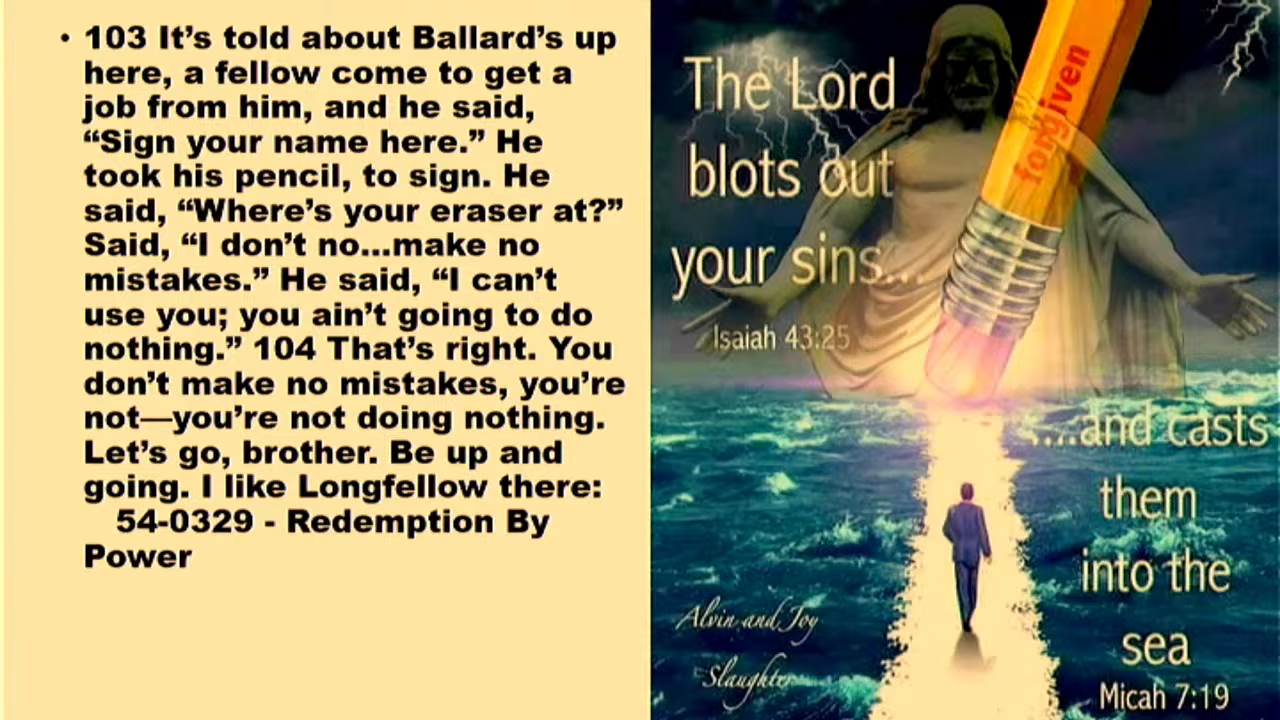 • 103 It’s told about Ballard’s up
here, a fellow come to get a
job from him, and he said,
“Sign your name here.” He
took his pencil, to sign. He
said, “Where’s your eraser at?”
Said, “I don’t no...make no
mistakes.” He said, “I can’t
use you; you ain’t going to do
nothing.” 104 That’s right. You
don’t make no mistakes, you’re
not—you’re not doing nothing.
Let’s go, brother. Be up and
going. I like Longfellow there:
54-0329 - Redemption By
Power
The Lord
blots out
your sins...
Isaiah 43:25
forgiven
....and casts
them
into the
sea
Micah 7:19
Alvin and Joy
Slaughter